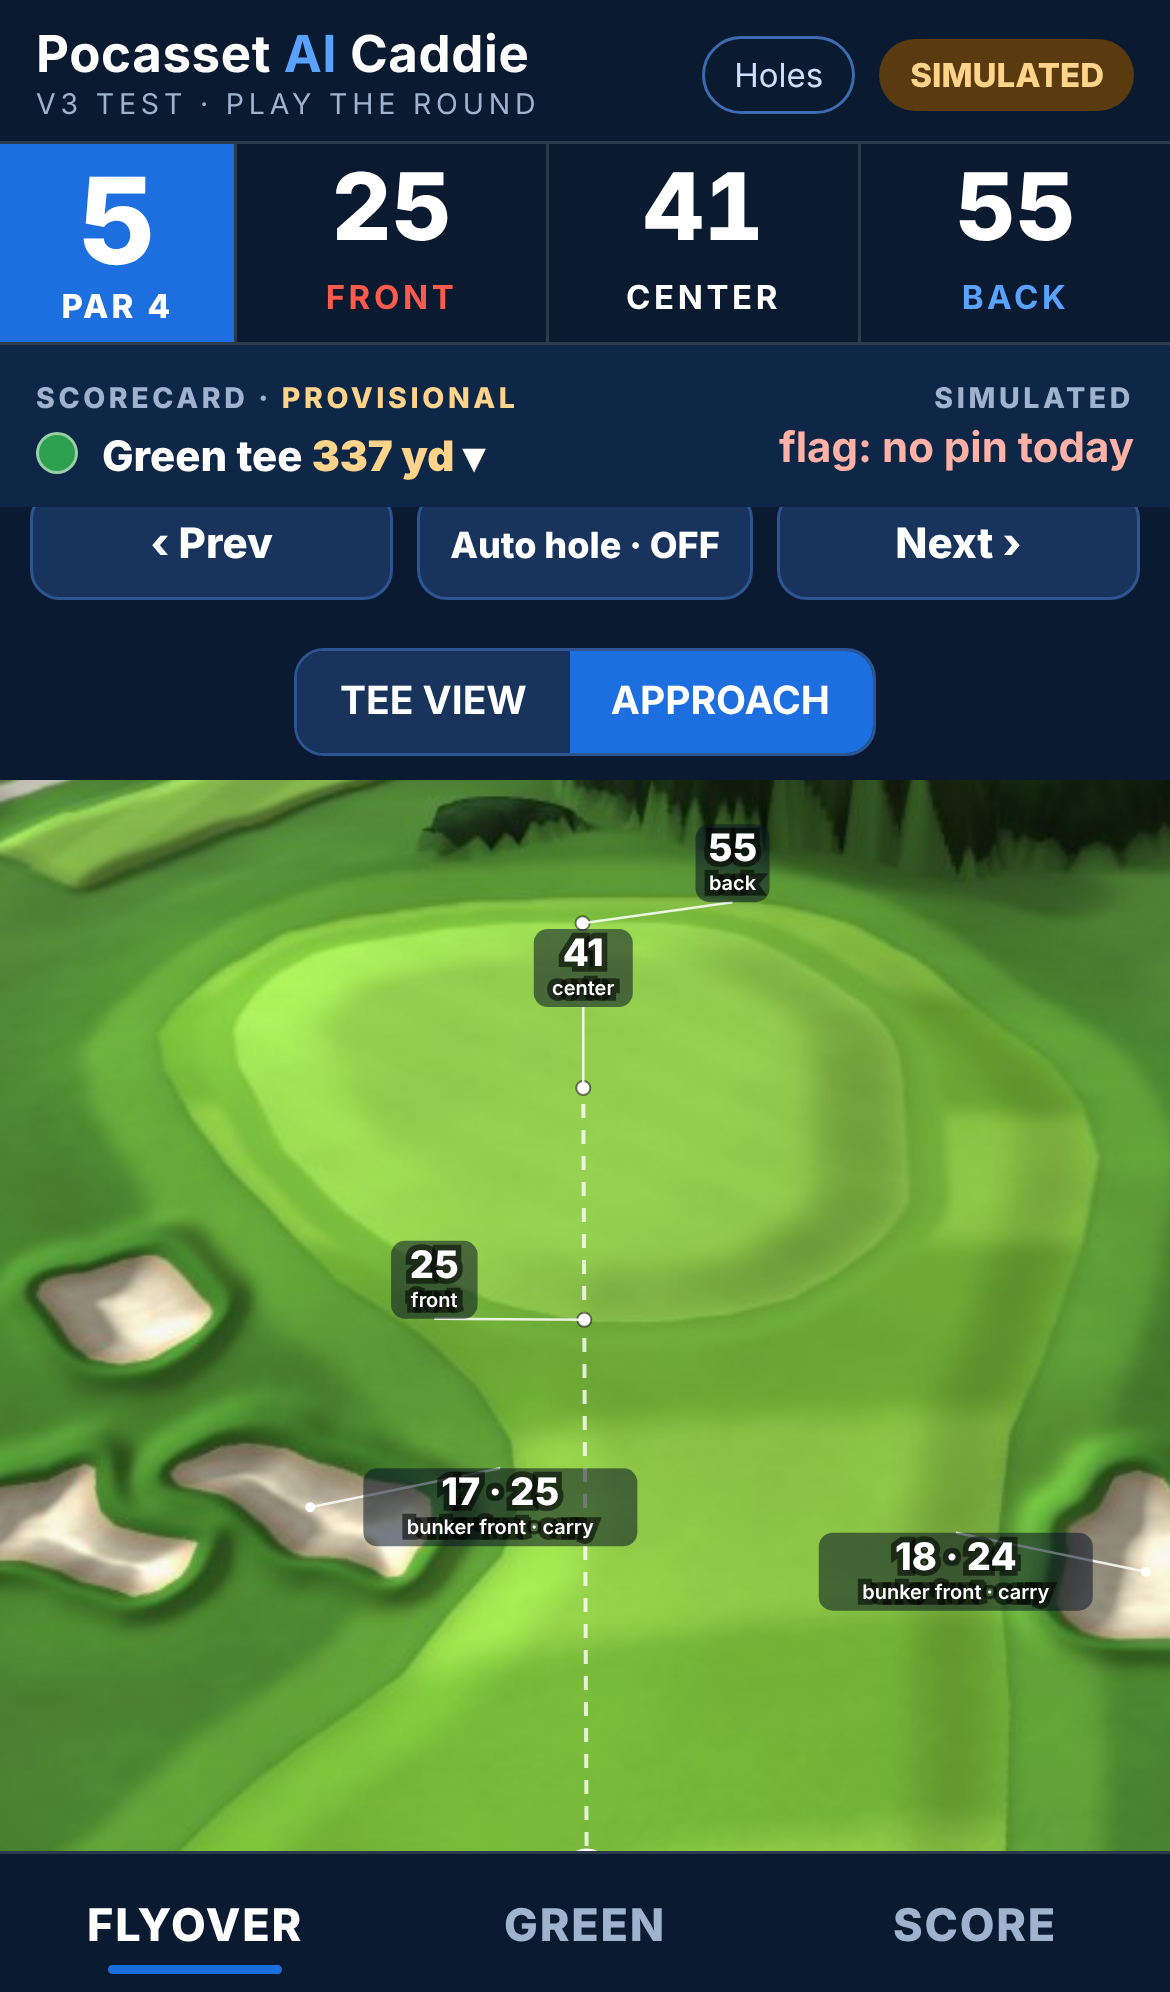 Pocasset AI Caddie
V3 TEST · PLAY THE ROUND
Holes
SIMULATED
5
PAR 4
25
FRONT
41
CENTER
55
BACK
SCORECARD · PROVISIONAL
Green tee 337 yd ▼
SIMULATED
flag: no pin today
‹ Prev
Auto hole · OFF
Next ›
TEE VIEW
APPROACH
55
back
41
center
25
front
17 · 25
bunker front · carry
18 · 24
bunker front · carry
FLYOVER
GREEN
SCORE